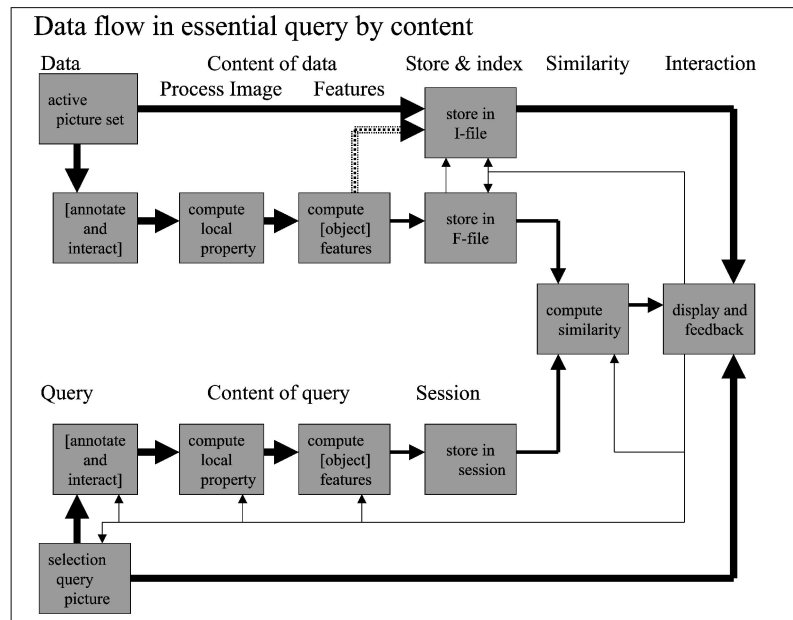 Data flow in essential query by content
Data
Content of data
Store & index
Similarity
Interaction
Process Image
Features
active
picture set
store in
I-file
[annotate
and
interact]
compute
local
property
compute
[object]
features
store in
F-file
compute
similarity
display and
feedback
Query
Content of query
Session
[annotate
and
interact]
compute
local
property
compute
[object]
features
store in
session
selection
query
picture